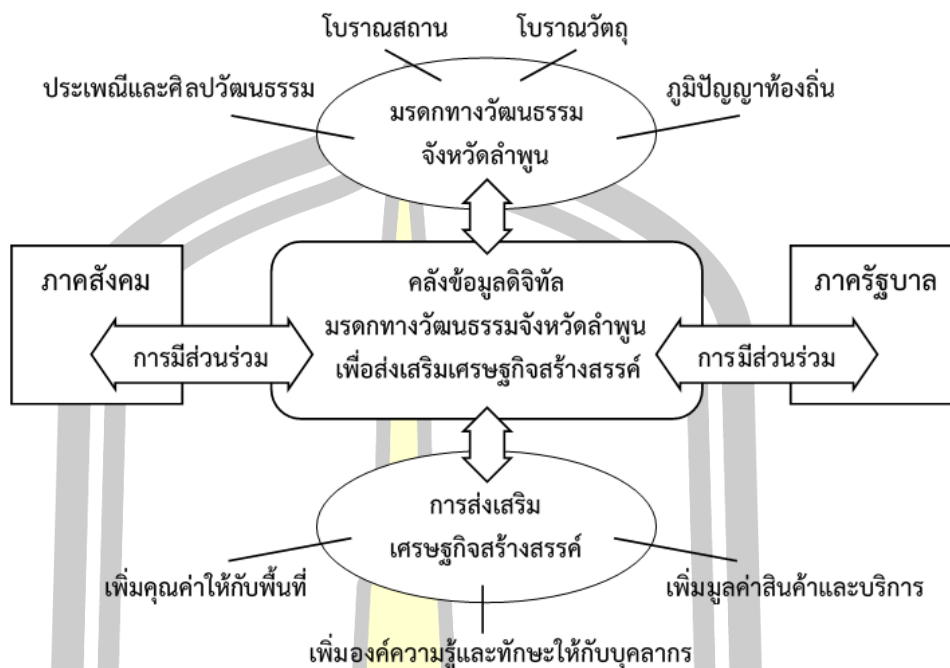 โบราณสถาน
โบราณวัตถุ
ประเพณีและศิลปวัฒนธรรม
ภูมิปัญญาท้องถิ่น
มรดกทางวัฒนธรรม
จังหวัดลำพูน
ภาคสังคม
คลังข้อมูลดิจิทัล
มรดกทางวัฒนธรรมจังหวัดลำพูน
เพื่อส่งเสริมเศรษฐกิจสร้างสรรค์
ภาครัฐบาล
การมีส่วนร่วม
การมีส่วนร่วม
การส่งเสริม
เศรษฐกิจสร้างสรรค์
เพิ่มคุณค่าให้กับพื้นที่
เพิ่มมูลค่าสินค้าและบริการ
เพิ่มองค์ความรู้และทักษะให้กับบุคลากร